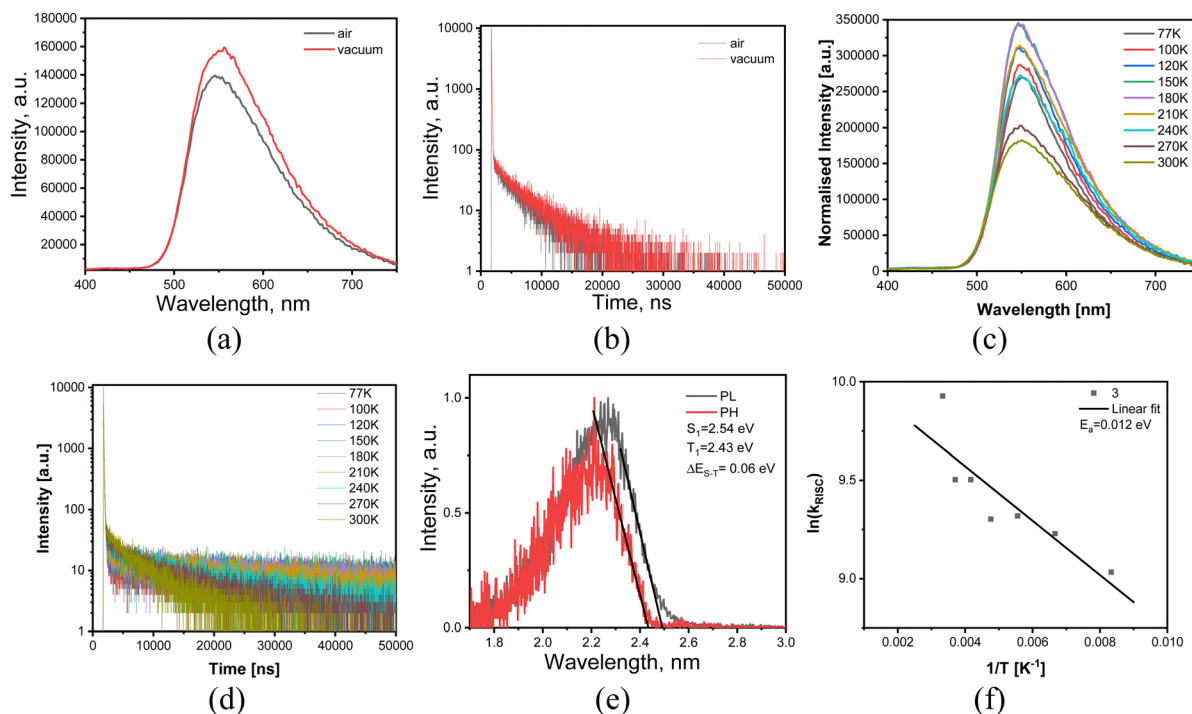 180000
160000
140000
120000
100000
80000
60000
40000
20000
400 500 600 700
Intensity, a.u.
Wavelength, nm
air
vacuum
(a)
10000
1000
100
10
1
0 10000 20000 30000 40000 50000
Intensity, a.u.
Time, ns
air
vacuum
(b)
350000
300000
250000
200000
150000
100000
50000
0
400 500 600 700
Normalised Intensity [a.u.]
Wavelength [nm]
77K
100K
120K
150K
180K
210K
240K
270K
300K
(c)
10000
1000
100
10
1
0 10000 20000 30000 40000 50000
Intensity [a.u.]
Time [ns]
77K
100K
120K
150K
180K
210K
240K
270K
300K
(d)
1.0
0.5
0.0
1.8 2.0 2.2 2.4 2.6 2.8 3.0
Intensity, a.u.
Wavelength, nm
PL
PH
S1=2.54 eV
T1=2.43 eV
ΔES-T= 0.06 eV
(e)
10.0
9.5
9.0
0.002 0.004 0.006 0.008 0.010
ln(kRISC)
1/T [K-1]
3
Linear fit
Ea=0.012 eV
(f)